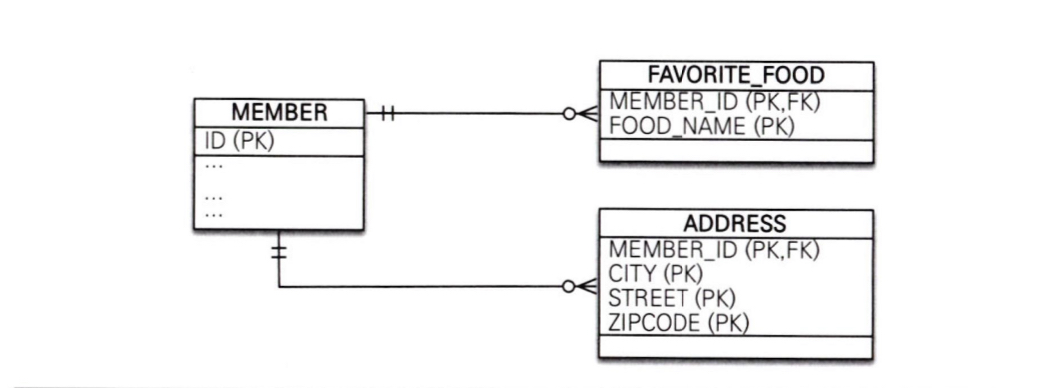 MEMBER
ID (PK)
...
...
...
FAVORITE_FOOD
MEMBER_ID (PK,FK)
FOOD_NAME (PK)
ADDRESS
MEMBER_ID (PK,FK)
CITY (PK)
STREET (PK)
ZIPCODE (PK)